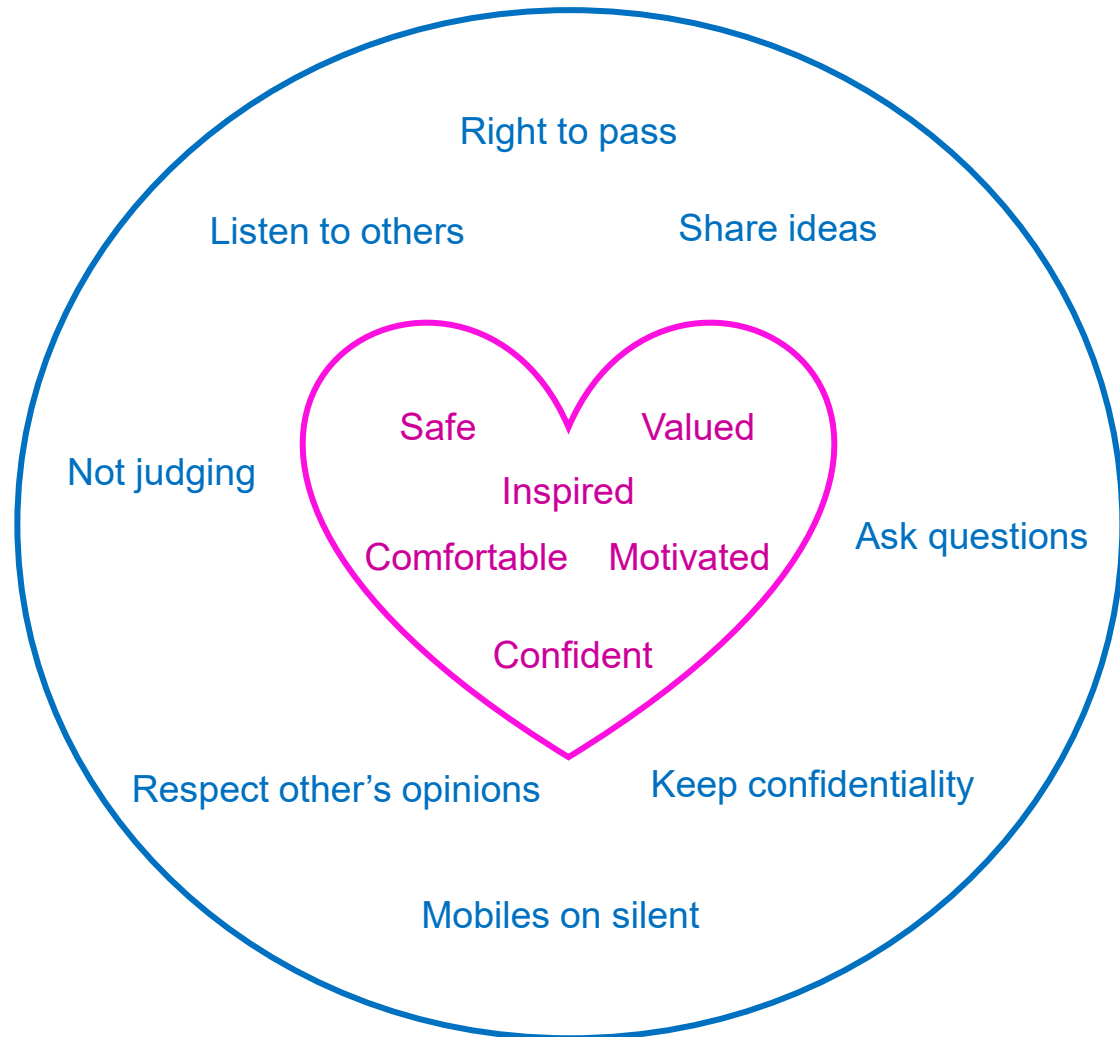 Right to pass
Listen to others
Share ideas
Safe
Valued
Inspired
Not judging
Ask questions
Comfortable
Motivated
Confident
Respect other’s opinions
Keep confidentiality
Mobiles on silent